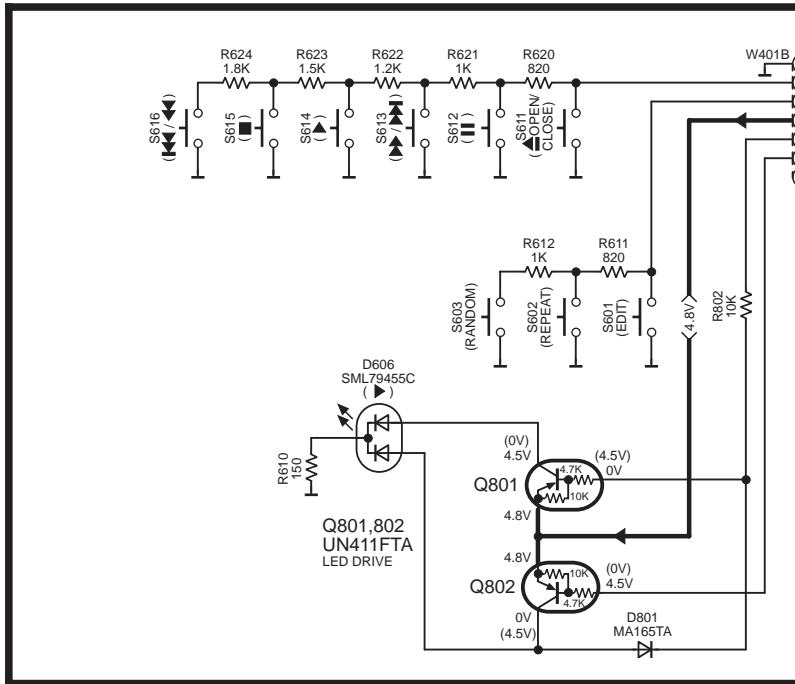 R624
1.8K
R623
1.5K
R622
1.2K
R621
1K
R620
820
W401B
S616
( / )
S615
( )
S614
( )
S613
( / )
S612
( )
S611
( OPEN/
CLOSE)
R612
1K
R611
820
S603
(RANDOM)
S602
(REPEAT)
S601
(EDIT)
4.8V
R802
10K
D606
SML79455C
( )
R610
150
(0V)
4.5V
(4.5V)
0V
4.7K
10K
Q801
4.8V
Q801,802
UN411FTA
LED DRIVE
4.8V
10K
4.7K
Q802
(0V)
4.5V
0V
(4.5V)
D801
MA165TA